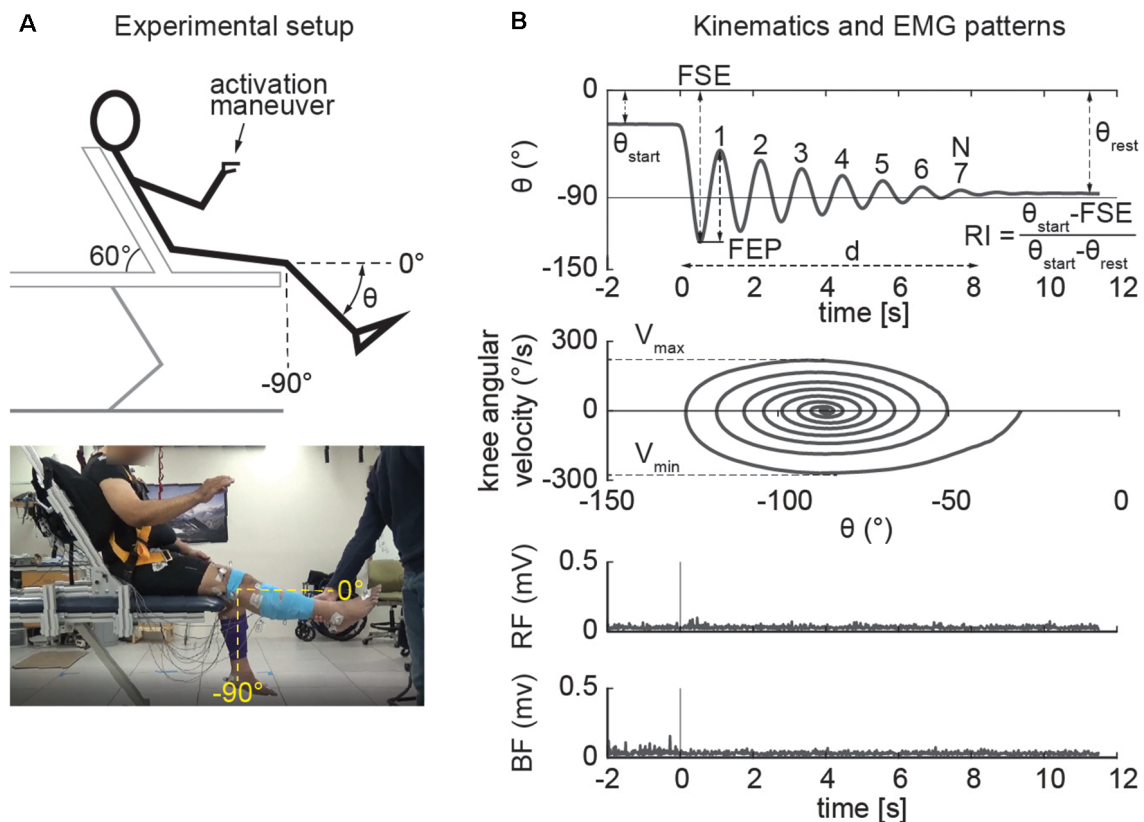 A
Experimental setup
activation
maneuver
60°
0°
θ
-90°
0°
-90°
B
Kinematics and EMG patterns
0
-90
-150
θ (°)
FSE
θstart
1
2
3
4
5
6
N
7
θrest
FEP
d
RI = θstart-FSE
θstart-θrest
-2 0 2 4 6 8 10 12
time [s]
300
0
-300
knee angular
velocity (°/s)
Vmax
Vmin
-150 -100 -50 0
θ (°)
0.5
0
RF (mV)
0.5
0
BF (mv)
-2 0 2 4 6 8 10 12
time [s]